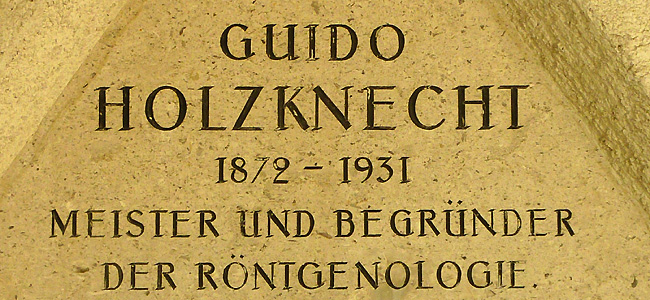 GUIDO
HOLZKNECHT
1872 – 1931
MEISTER UND BEGRÜNDER
DER RÖNTGENOLOGIE.